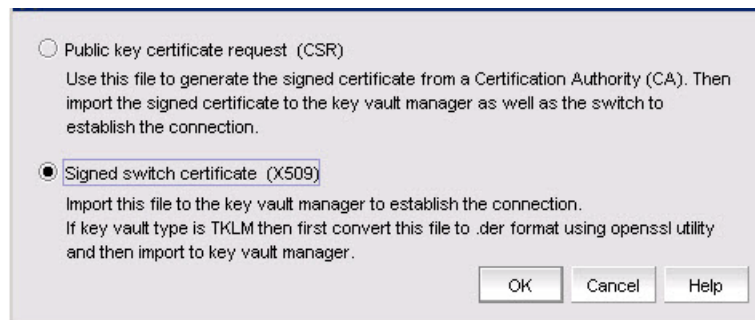 Public key certificate request (CSR)
Use this file to generate the signed certificate from a Certification Authority (CA). Then
import the signed certificate to the key vault manager as well as the switch to
establish the connection.
Signed switch certificate (X509)
Import this file to the key vault manager to establish the connection.
If key vault type is TKLM then first convert this file to .der format using openssl utility
and then import to key vault manager.
OK Cancel Help